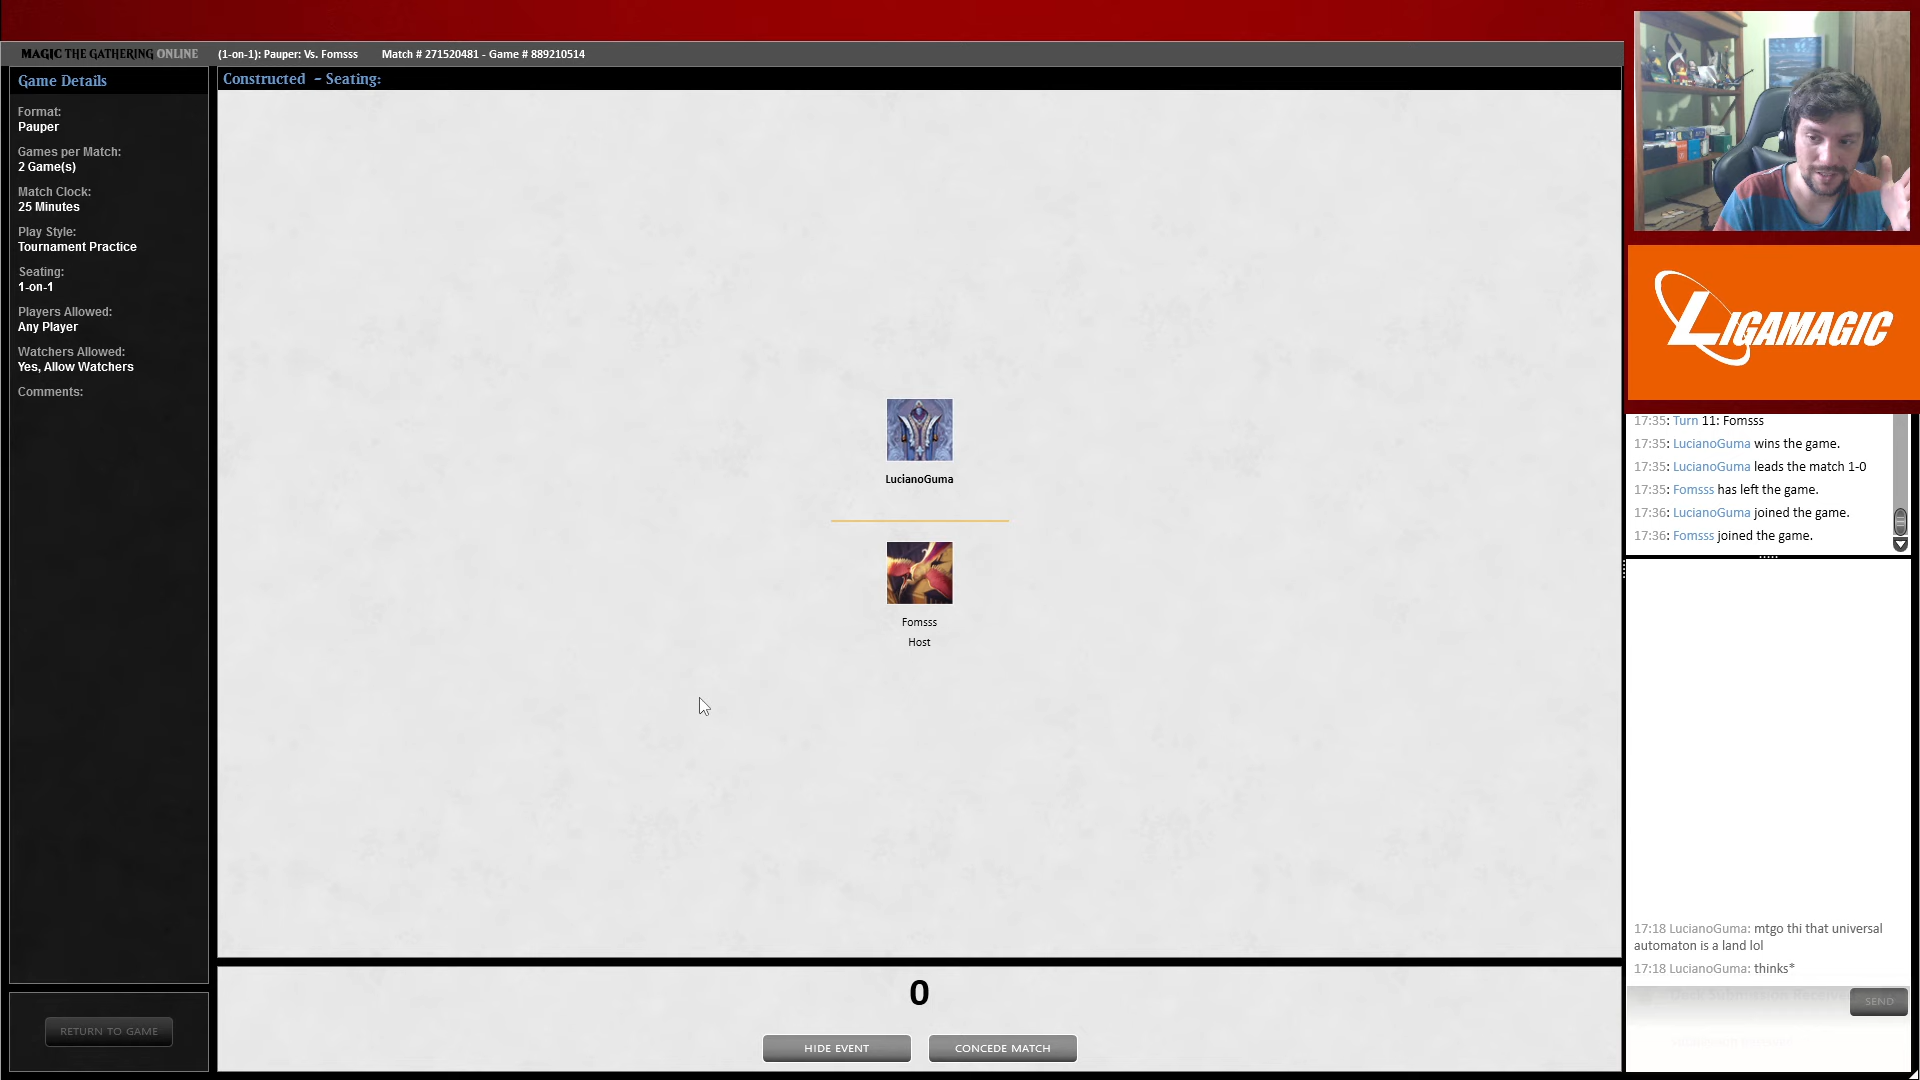 MAGIC THE GATHERING ONLINE
(1-on-1): Pauper: Vs. Fomsss
Match # 271520481 - Game # 889210514
Game Details
Format:
Pauper
Games per Match:
2 Game(s)
Match Clock:
25 Minutes
Play Style:
Tournament Practice
Seating:
1-on-1
Players Allowed:
Any Player
Watchers Allowed:
Yes, Allow Watchers
Comments:
RETURN TO GAME
Constructed - Seating:
LucianoGuma
Fomsss
Host
0
HIDE EVENT
CONCEDE MATCH
LIGAMAGIC
17:35: Turn 11: Fomsss
17:35: LucianoGuma wins the game.
17:35: LucianoGuma leads the match 1-0
17:35: Fomsss has left the game.
17:36: LucianoGuma joined the game.
17:36: Fomsss joined the game.
17:18 LucianoGuma: mtgo thi that universal
automaton is a land lol
17:18 LucianoGuma: thinks*
SEND